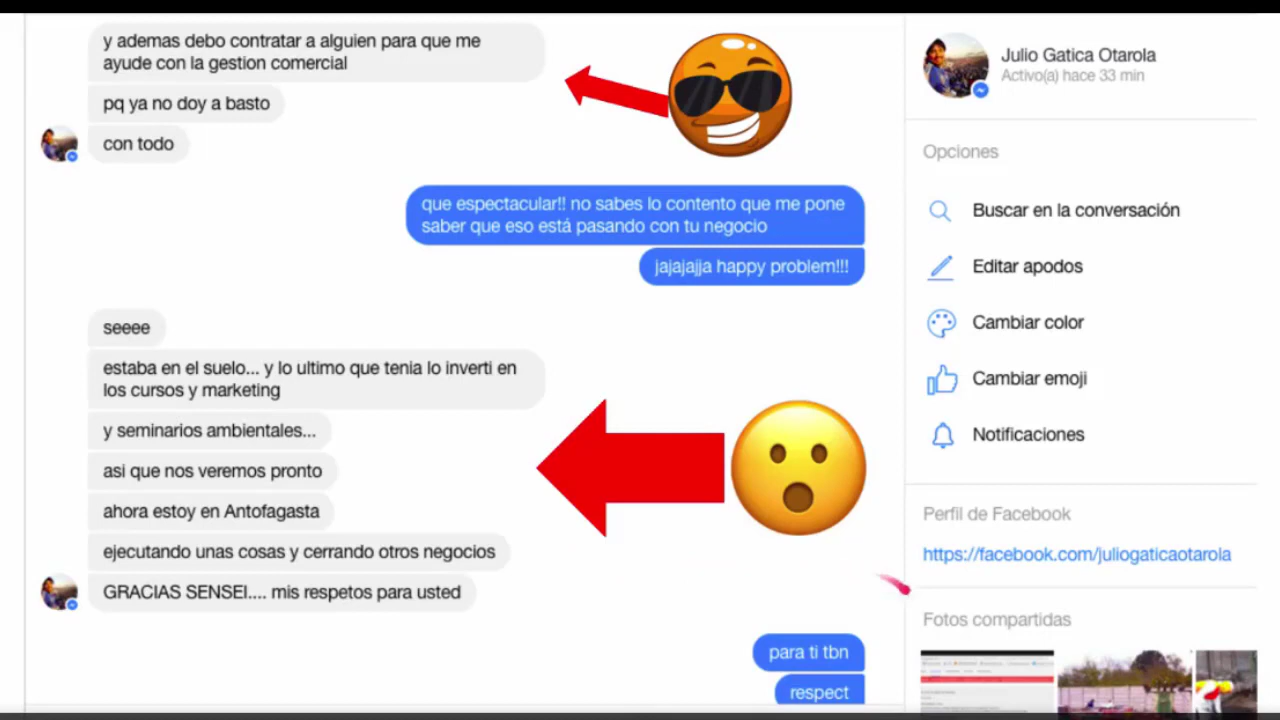 y ademas debo contratar a alguien para que me
ayude con la gestion comercial
pq ya no doy a basto
con todo
que espectacular!! no sabes lo contento que me pone
saber que eso está pasando con tu negocio
jajajajja happy problem!!!
seeee
estaba en el suelo... y lo ultimo que tenia lo inverti en
los cursos y marketing
y seminarios ambientales...
asi que nos veremos pronto
ahora estoy en Antofagasta
ejecutando unas cosas y cerrando otros negocios
GRACIAS SENSEI.... mis respetos para usted
para ti tbn
respect
Julio Gatica Otarola
Activo(a) hace 33 min
Opciones
Buscar en la conversación
Editar apodos
Cambiar color
Cambiar emoji
Notificaciones
Perfil de Facebook
https://facebook.com/juliogaticaotarola
Fotos compartidas